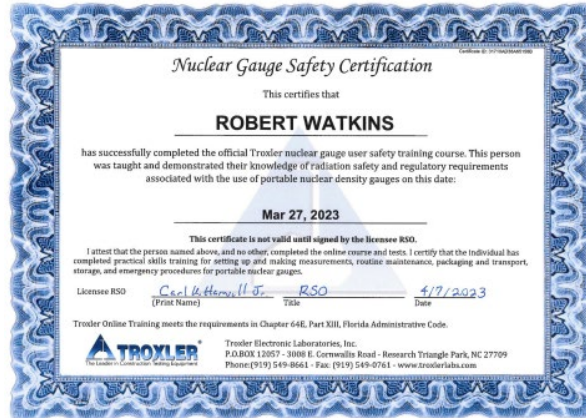 Nuclear Gauge Safety Certification
This certifies that
ROBERT WATKINS
has successfully completed the official Troxler nuclear gauge user safety training course. This person
was taught and demonstrated their knowledge of radiation safety and regulatory requirements
associated with the use of portable nuclear density gauges on this date:
Mar 27, 2023
This certificate is not valid until signed by the licensee RSO.
I attest that the person named above, and no other, completed the online course and tests. I certify that the individual has
completed practical skills training for setting up and making measurements, routine maintenance, packaging and transport,
storage, and emergency procedures for portable nuclear gauges.
Licensee RSO Carl Jr. RSO 4/7/2023
(Print Name) Title Date
Troxler Online Training meets the requirements in Chapter 64E, Part XIII, Florida Administrative Code.
TROXLER®
The Leader in Construction Testing Equipment
Troxler Electronic Laboratories, Inc.
P.O.BOX 12057 - 3008 E. Cornwallis Road - Research Triangle Park, NC 27709
Phone:(919) 549-8661 - Fax: (919) 549-0761 - www.troxlerlabs.com